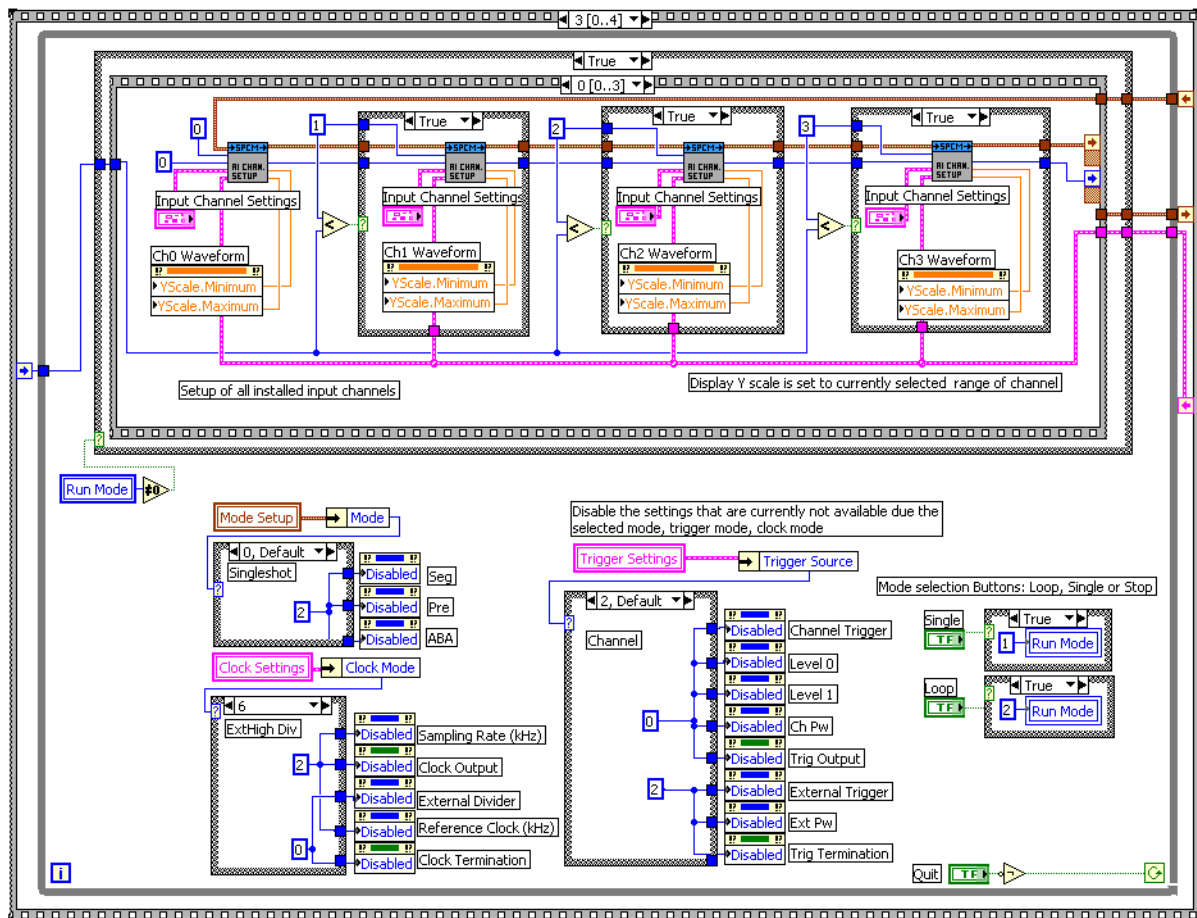 3 [0..4]
True
0 [0..3]
0
0
SPCM
AI CHAN.
SETUP
Input Channel Settings
Ch0 Waveform
YScale.Minimum
YScale.Maximum
<
1
True
SPCM
AI CHAN.
SETUP
Input Channel Settings
Ch1 Waveform
YScale.Minimum
YScale.Maximum
<
2
True
SPCM
AI CHAN.
SETUP
Input Channel Settings
Ch2 Waveform
YScale.Minimum
YScale.Maximum
<
3
True
SPCM
AI CHAN.
SETUP
Input Channel Settings
Ch3 Waveform
YScale.Minimum
YScale.Maximum
Setup of all installed input channels
Display Y scale is set to currently selected range of channel
?
Run Mode
≠0
Mode Setup
Mode
0, Default
Singleshot
2
Disabled
Seg
Disabled
Pre
Disabled
ABA
Clock Settings
Clock Mode
6
ExtHigh Div
2
0
Disabled
Sampling Rate (kHz)
Disabled
Clock Output
Disabled
External Divider
Disabled
Reference Clock (kHz)
Disabled
Clock Termination
Disable the settings that are currently not available due the
selected mode, trigger mode, clock mode
Trigger Settings
Trigger Source
2, Default
Channel
0
2
Disabled
Channel Trigger
Disabled
Level 0
Disabled
Level 1
Disabled
Ch Pw
Disabled
Trig Output
Disabled
External Trigger
Disabled
Ext Pw
Disabled
Trig Termination
Mode selection Buttons: Loop, Single or Stop
Single
TF
True
1
Run Mode
Loop
TF
True
2
Run Mode
Quit
TF
i